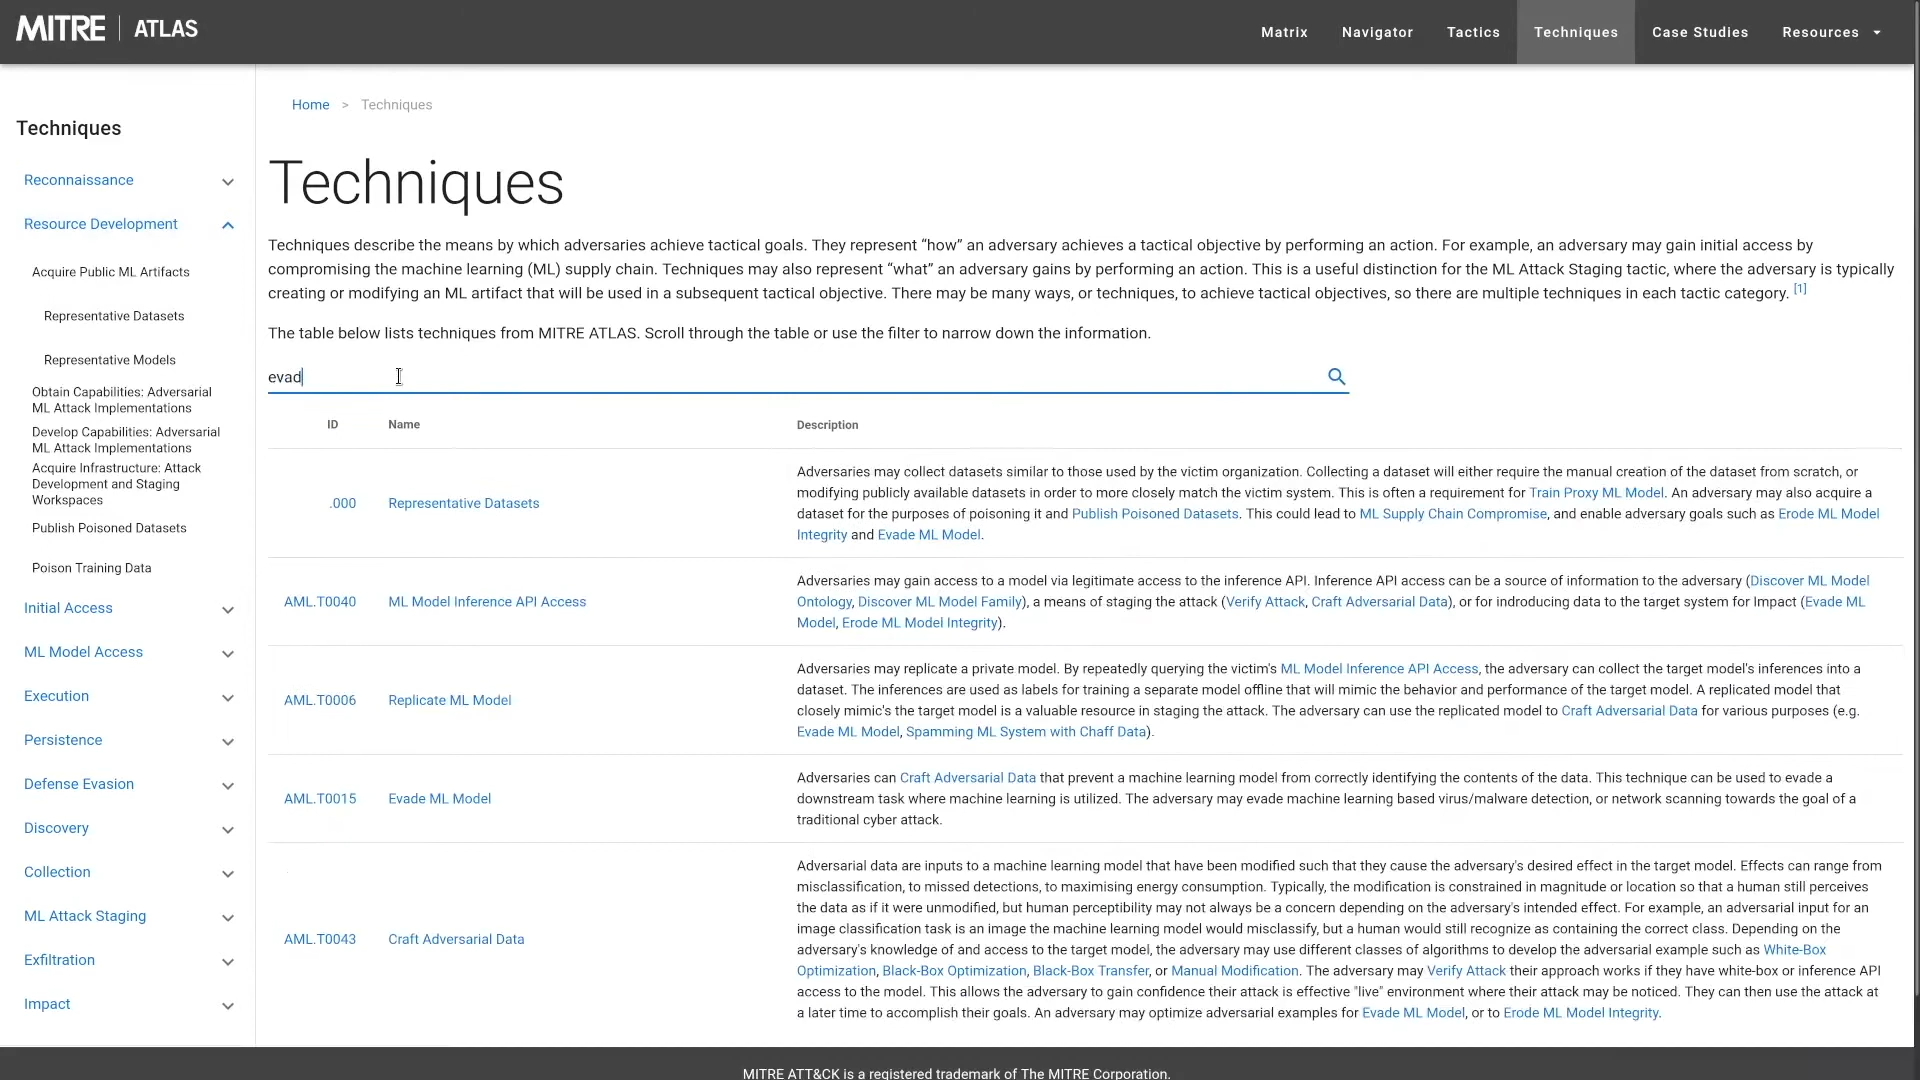 MITRE | ATLAS
Matrix Navigator Tactics Techniques Case Studies Resources
Techniques
Reconnaissance
Resource Development
Acquire Public ML Artifacts
Representative Datasets
Representative Models
Obtain Capabilities: Adversarial
ML Attack Implementations
Develop Capabilities: Adversarial
ML Attack Implementations
Acquire Infrastructure: Attack
Development and Staging
Workspaces
Publish Poisoned Datasets
Poison Training Data
Initial Access
ML Model Access
Execution
Persistence
Defense Evasion
Discovery
Collection
ML Attack Staging
Exfiltration
Impact
Home > Techniques
Techniques
Techniques describe the means by which adversaries achieve tactical goals. They represent “how” an adversary achieves a tactical objective by performing an action. For example, an adversary may gain initial access by
compromising the machine learning (ML) supply chain. Techniques may also represent “what” an adversary gains by performing an action. This is a useful distinction for the ML Attack Staging tactic, where the adversary is typically
creating or modifying an ML artifact that will be used in a subsequent tactical objective. There may be many ways, or techniques, to achieve tactical objectives, so there are multiple techniques in each tactic category. [1]
The table below lists techniques from MITRE ATLAS. Scroll through the table or use the filter to narrow down the information.
evad
ID Name Description
.000 Representative Datasets
Adversaries may collect datasets similar to those used by the victim organization. Collecting a dataset will either require the manual creation of the dataset from scratch, or
modifying publicly available datasets in order to more closely match the victim system. This is often a requirement for Train Proxy ML Model. An adversary may also acquire a
dataset for the purposes of poisoning it and Publish Poisoned Datasets. This could lead to ML Supply Chain Compromise, and enable adversary goals such as Erode ML Model
Integrity and Evade ML Model.
AML.T0040 ML Model Inference API Access
Adversaries may gain access to a model via legitimate access to the inference API. Inference API access can be a source of information to the adversary (Discover ML Model
Ontology, Discover ML Model Family), a means of staging the attack (Verify Attack, Craft Adversarial Data), or for indroducing data to the target system for Impact (Evade ML
Model, Erode ML Model Integrity).
AML.T0006 Replicate ML Model
Adversaries may replicate a private model. By repeatedly querying the victim's ML Model Inference API Access, the adversary can collect the target model's inferences into a
dataset. The inferences are used as labels for training a separate model offline that will mimic the behavior and performance of the target model. A replicated model that
closely mimic's the target model is a valuable resource in staging the attack. The adversary can use the replicated model to Craft Adversarial Data for various purposes (e.g.
Evade ML Model, Spamming ML System with Chaff Data).
AML.T0015 Evade ML Model
Adversaries can Craft Adversarial Data that prevent a machine learning model from correctly identifying the contents of the data. This technique can be used to evade a
downstream task where machine learning is utilized. The adversary may evade machine learning based virus/malware detection, or network scanning towards the goal of a
traditional cyber attack.
AML.T0043 Craft Adversarial Data
Adversarial data are inputs to a machine learning model that have been modified such that they cause the adversary's desired effect in the target model. Effects can range from
misclassification, to missed detections, to maximising energy consumption. Typically, the modification is constrained in magnitude or location so that a human still perceives
the data as if it were unmodified, but human perceptibility may not always be a concern depending on the adversary's intended effect. For example, an adversarial input for an
image classification task is an image the machine learning model would misclassify, but a human would still recognize as containing the correct class. Depending on the
adversary's knowledge of and access to the target model, the adversary may use different classes of algorithms to develop the adversarial example such as White-Box
Optimization, Black-Box Optimization, Black-Box Transfer, or Manual Modification. The adversary may Verify Attack their approach works if they have white-box or inference API
access to the model. This allows the adversary to gain confidence their attack is effective "live" environment where their attack may be noticed. They can then use the attack at
a later time to accomplish their goals. An adversary may optimize adversarial examples for Evade ML Model, or to Erode ML Model Integrity.
MITRE ATT&CK is a registered trademark of The MITRE Corporation.